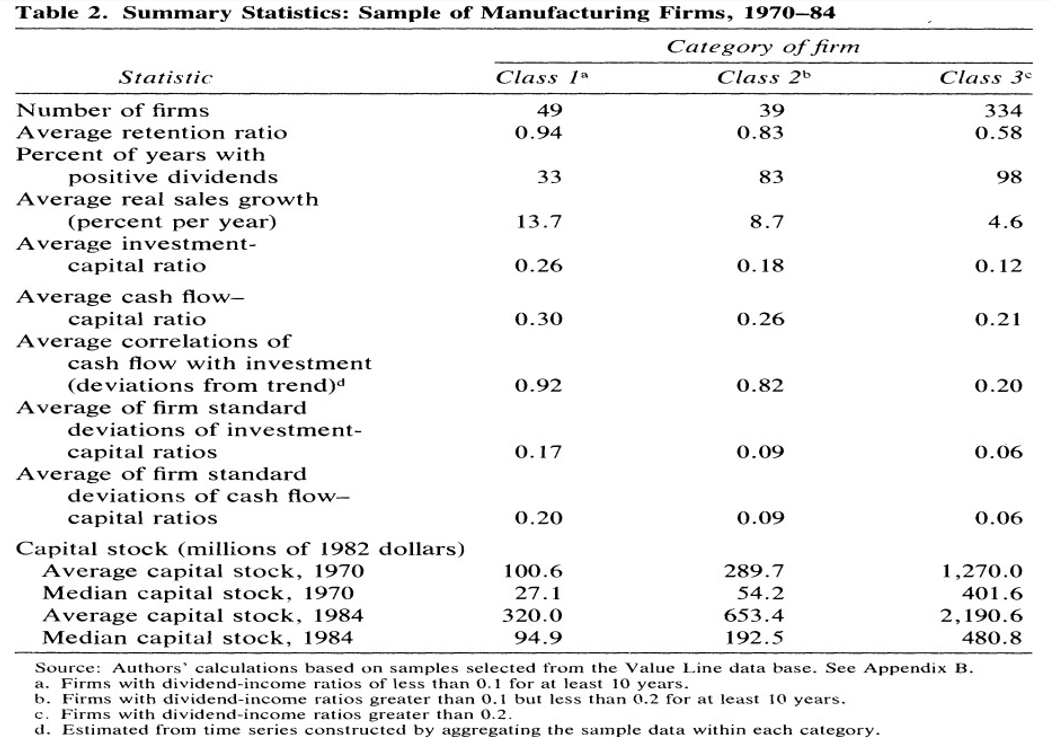 Table 2. Summary Statistics: Sample of Manufacturing Firms, 1970–84
Category of firm
Statistic Class 1a Class 2b Class 3c
Number of firms 49 39 334
Average retention ratio 0.94 0.83 0.58
Percent of years with
positive dividends 33 83 98
Average real sales growth
(percent per year) 13.7 8.7 4.6
Average investment-
capital ratio 0.26 0.18 0.12
Average cash flow–
capital ratio 0.30 0.26 0.21
Average correlations of
cash flow with investment
(deviations from trend)d 0.92 0.82 0.20
Average of firm standard
deviations of investment-
capital ratios 0.17 0.09 0.06
Average of firm standard
deviations of cash flow–
capital ratios 0.20 0.09 0.06
Capital stock (millions of 1982 dollars)
Average capital stock, 1970 100.6 289.7 1,270.0
Median capital stock, 1970 27.1 54.2 401.6
Average capital stock, 1984 320.0 653.4 2,190.6
Median capital stock, 1984 94.9 192.5 480.8
Source: Authors' calculations based on samples selected from the Value Line data base. See Appendix B.
a. Firms with dividend-income ratios of less than 0.1 for at least 10 years.
b. Firms with dividend-income ratios greater than 0.1 but less than 0.2 for at least 10 years.
c. Firms with dividend-income ratios greater than 0.2.
d. Estimated from time series constructed by aggregating the sample data within each category.